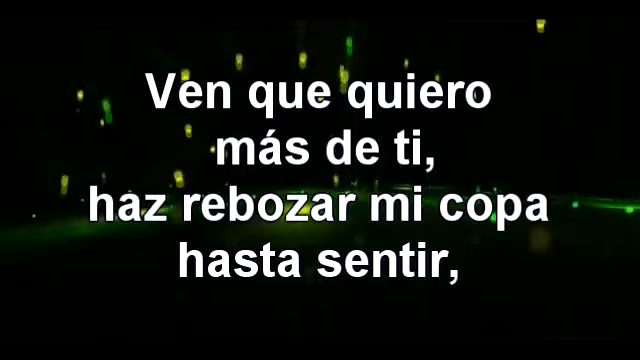 Ven que quiero
más de ti,
haz rebozar mi copa
hasta sentir,